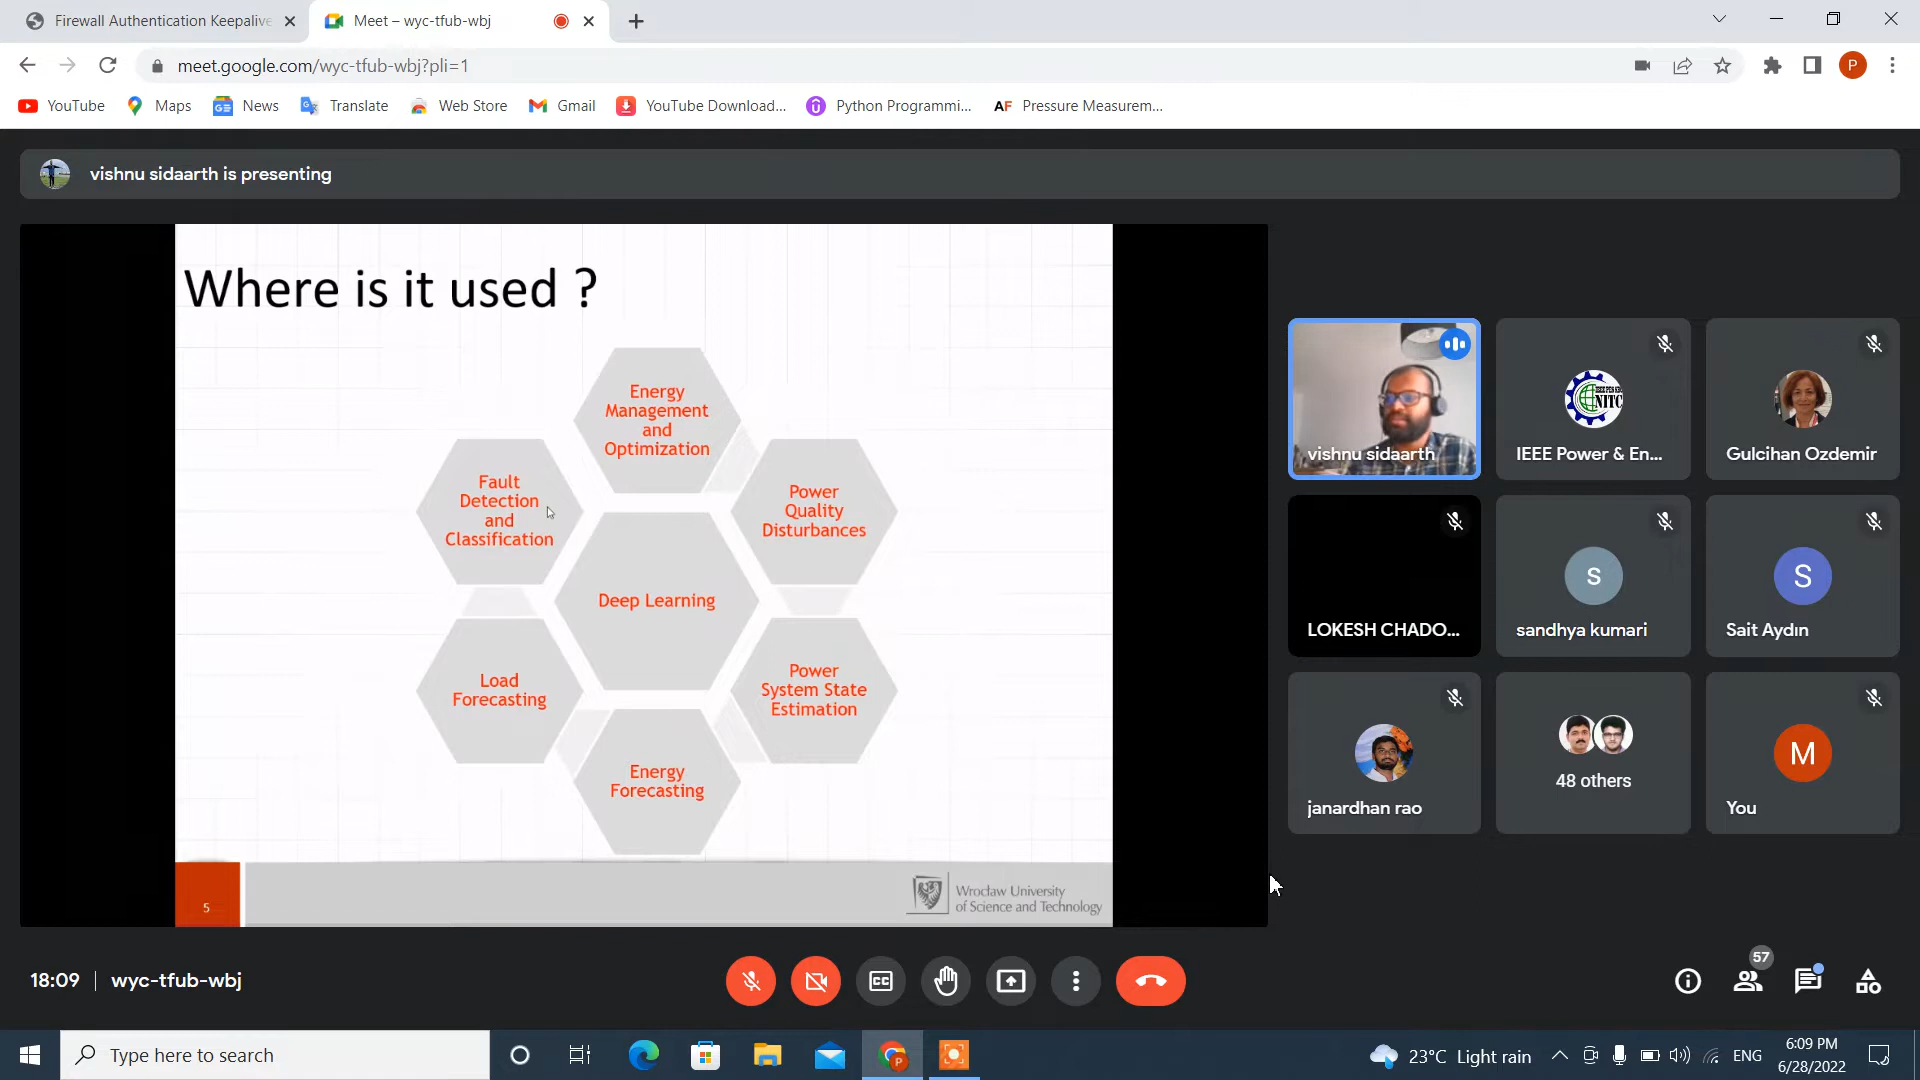 Firewall Authentication Keepalive
Meet – wyc-tfub-wbj
meet.google.com/wyc-tfub-wbj?pli=1
P
YouTube
Maps
News
Translate
Web Store
Gmail
YouTube Download...
Python Programmi...
AF Pressure Measurem...
vishnu sidaarth is presenting
Where is it used ?
Energy
Management
and
Optimization
Fault
Detection
and
Classification
Power
Quality
Disturbances
Deep Learning
Load
Forecasting
Power
System State
Estimation
Energy
Forecasting
5
Wrocław University
of Science and Technology
vishnu sidaarth
NITC
IEEE Power & En...
Gulcihan Ozdemir
LOKESH CHADO...
s
sandhya kumari
S
Sait Aydın
janardhan rao
48 others
M
You
18:09
wyc-tfub-wbj
CC
57
Type here to search
P
23°C Light rain
ENG
6:09 PM
6/28/2022